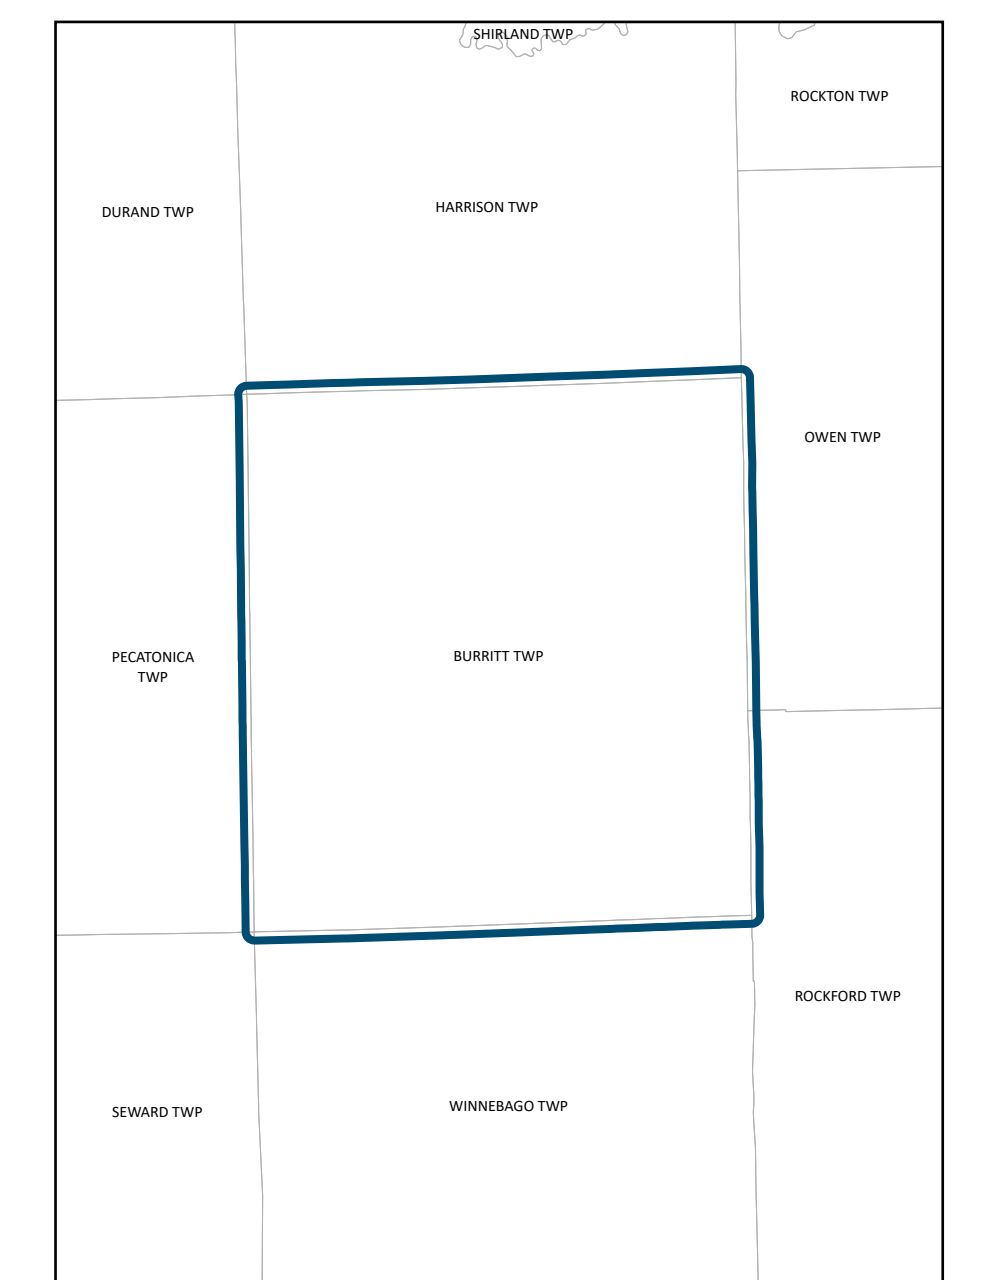 SHIRLAND TWP
ROCKTON TWP
DURAND TWP
HARRISON TWP
OWEN TWP
PECATONICA
TWP
BURRITT TWP
ROCKFORD TWP
SEWARD TWP
WINNEBAGO TWP